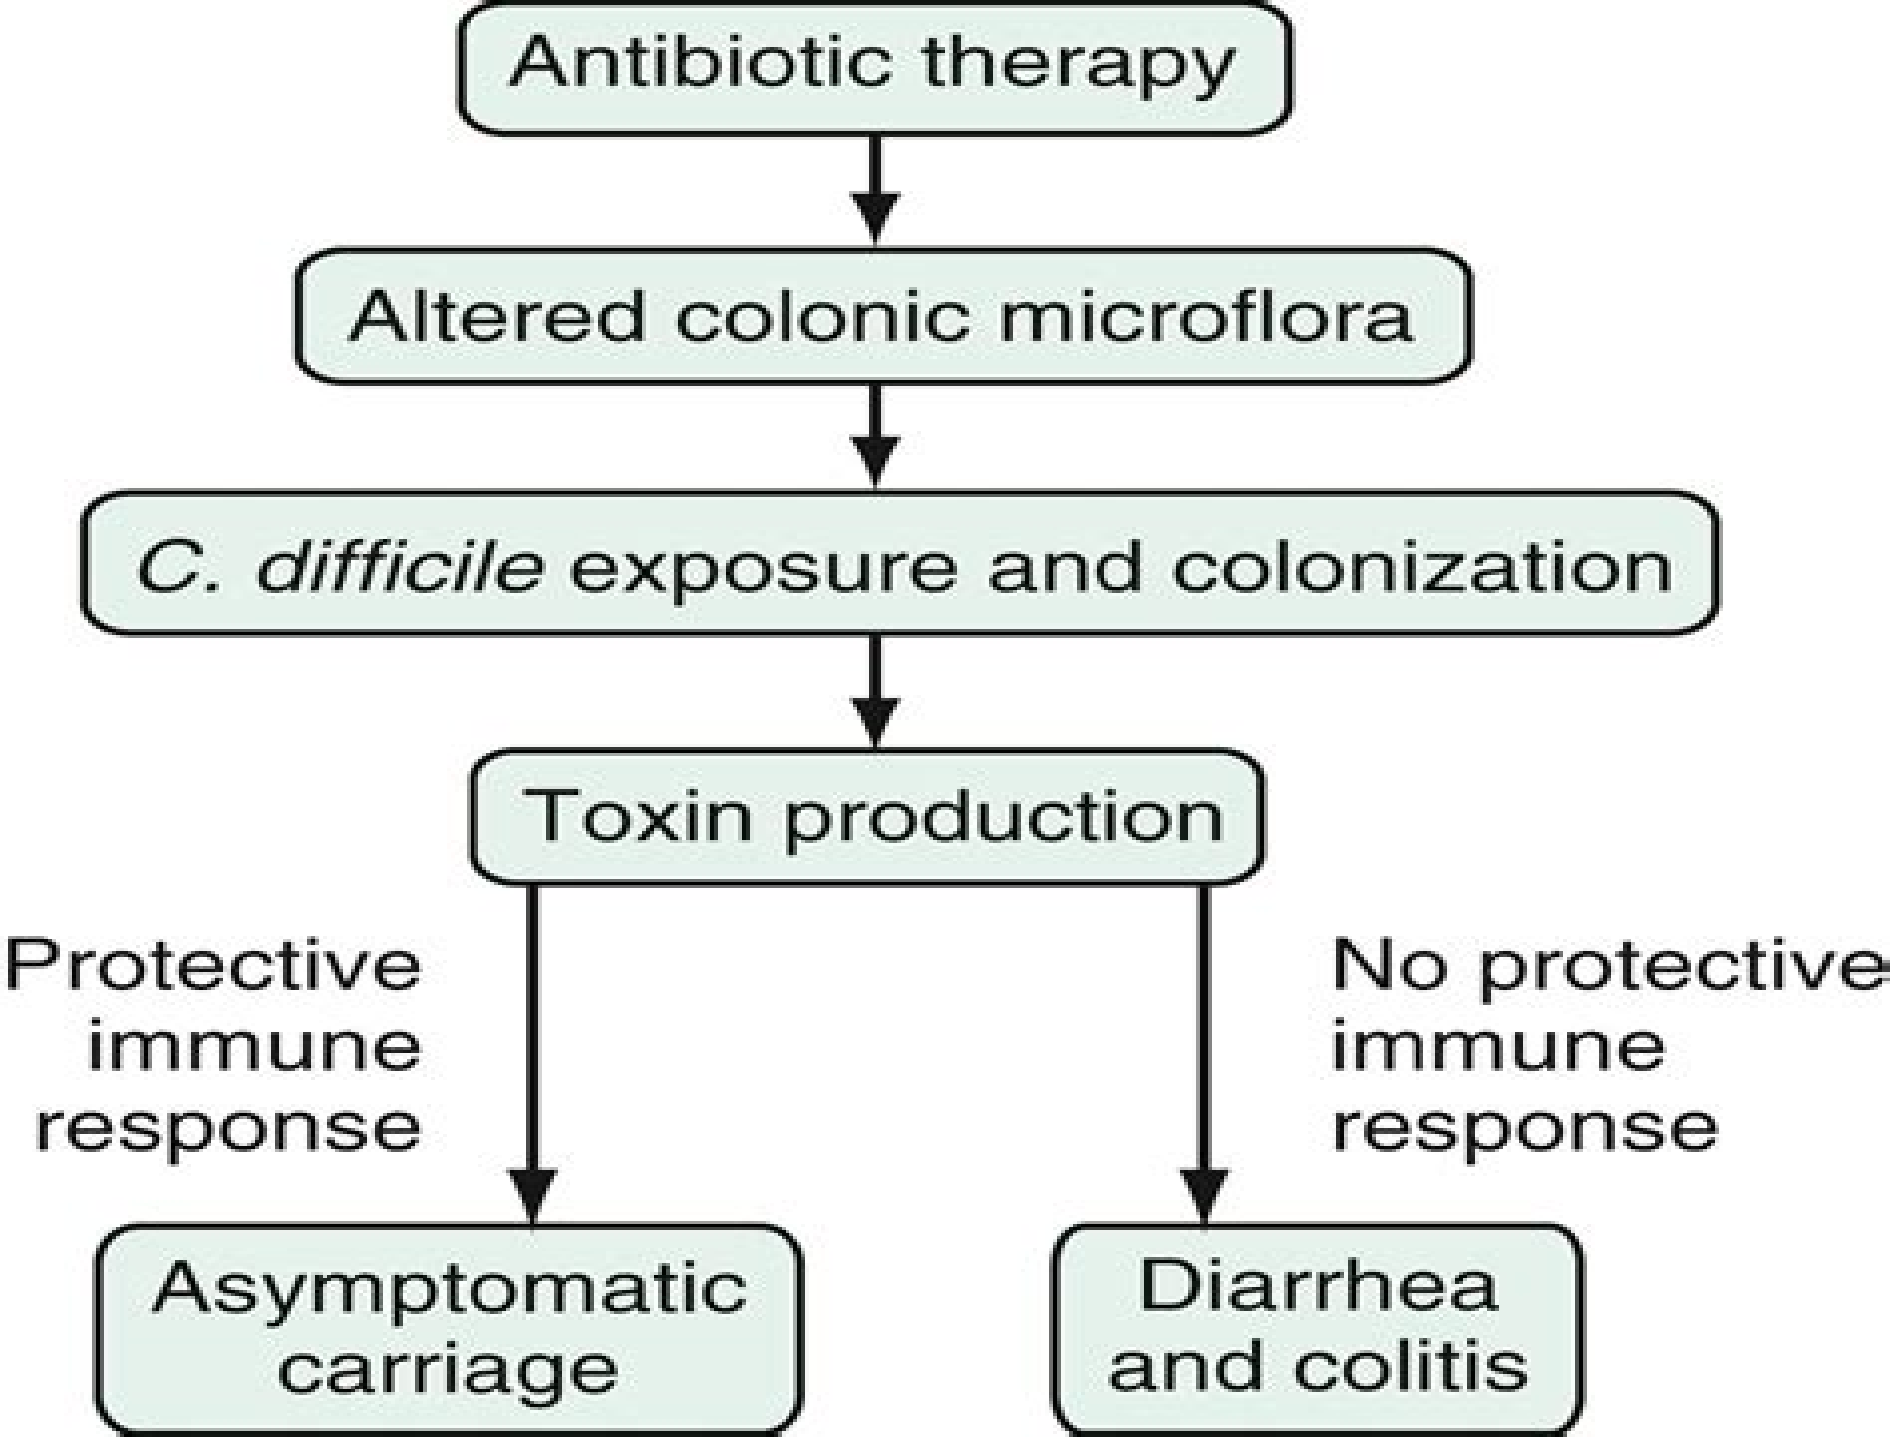 Antibiotic therapy
Altered colonic microflora
C. difficile exposure and colonization
Toxin production
Protective
immune
response
No protective
immune
response
Asymptomatic
carriage
Diarrhea
and colitis